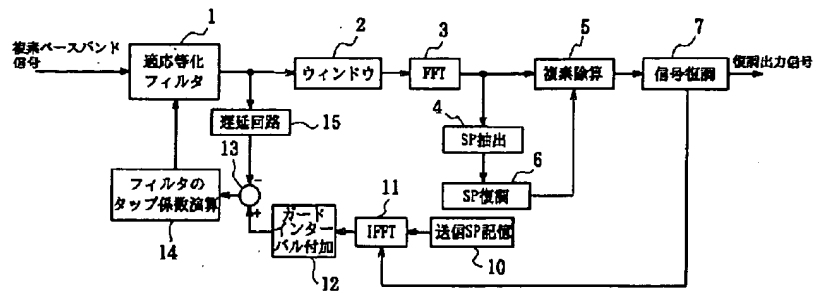 1
2
3
5
7
複素ベースバンド
信号
適応等化
フィルタ
ウィンドウ
FFT
複素除算
信号復調
復調出力信号
遅延回路
15
4
SP抽出
6
SP復調
13
−
+
フィルタの
タップ係数演算
14
ガード
インター
バル付加
12
11
IFFT
送信SP記憶
10